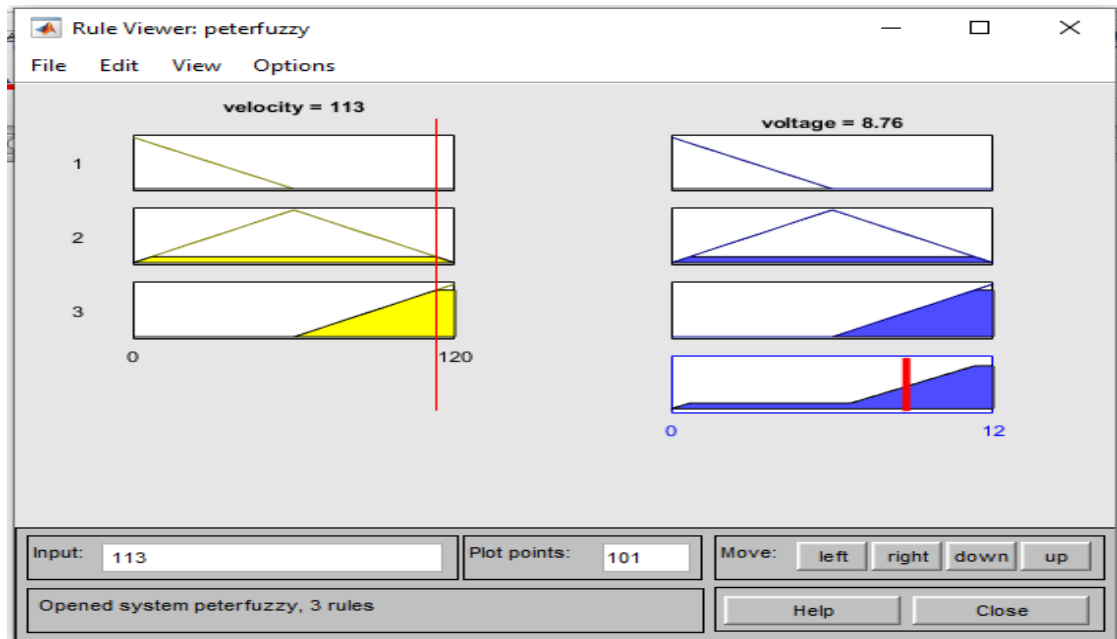 Rule Viewer: peterfuzzy
File Edit View Options
velocity = 113
voltage = 8.76
1
2
3
0 120
0 12
Input: 113 Plot points: 101 Move: left right down up
Opened system peterfuzzy, 3 rules Help Close